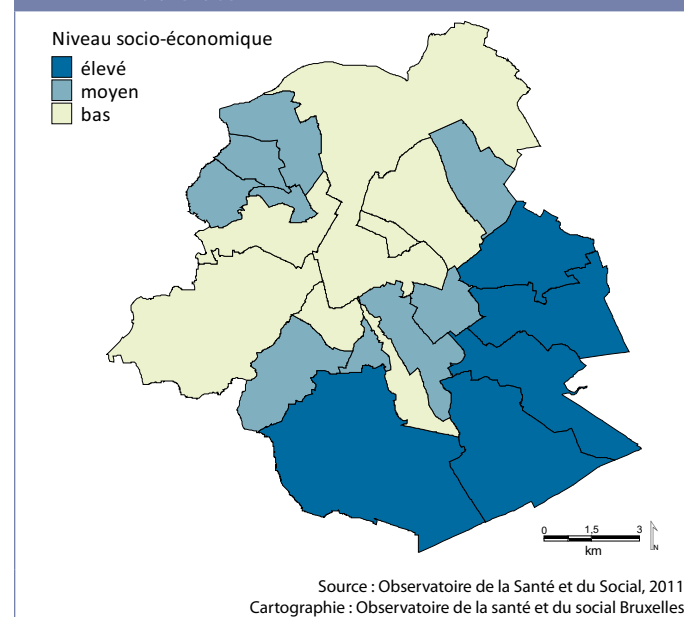 Niveau socio-économique
élevé
moyen
bas
0 1,5 3
km
N
Source : Observatoire de la Santé et du Social, 2011
Cartographie : Observatoire de la santé et du social Bruxelles